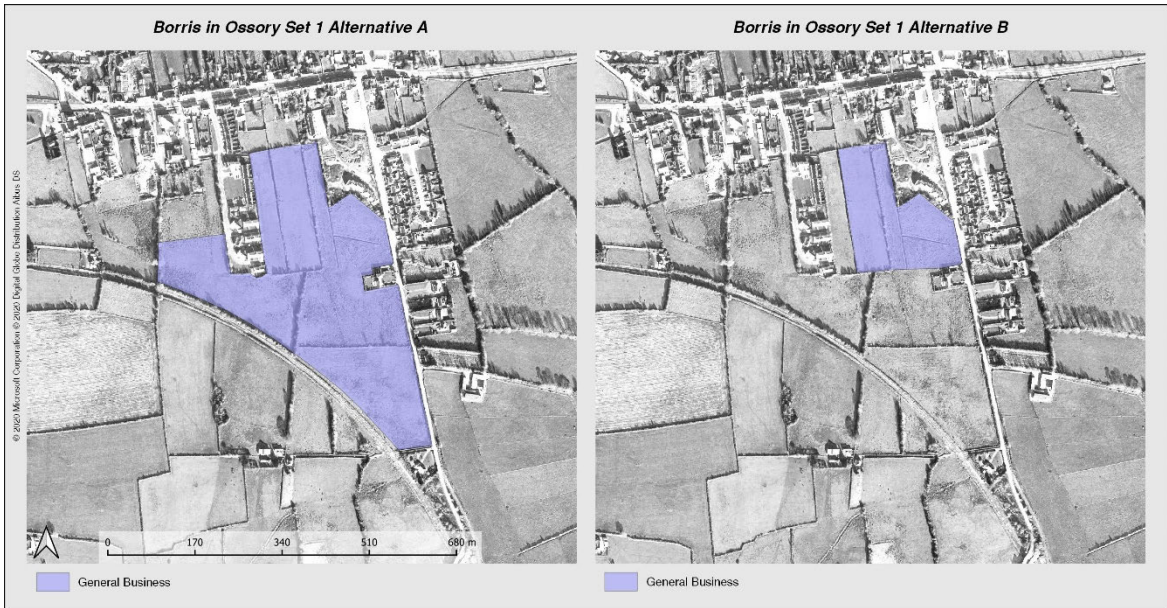 Borris in Ossory Set 1 Alternative A
Borris in Ossory Set 1 Alternative B
© 2020 Microsoft Corporation © 2020 Digital Globe Distribution Aibus DS
0 170 340 510 680 m
General Business
General Business